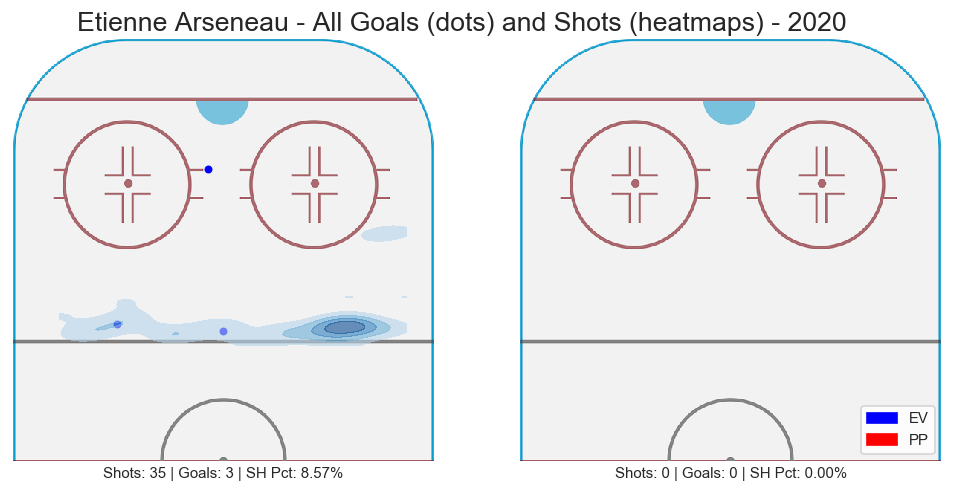 Etienne Arseneau - All Goals (dots) and Shots (heatmaps) - 2020
EV
PP
Shots: 35 | Goals: 3 | SH Pct: 8.57%
Shots: 0 | Goals: 0 | SH Pct: 0.00%